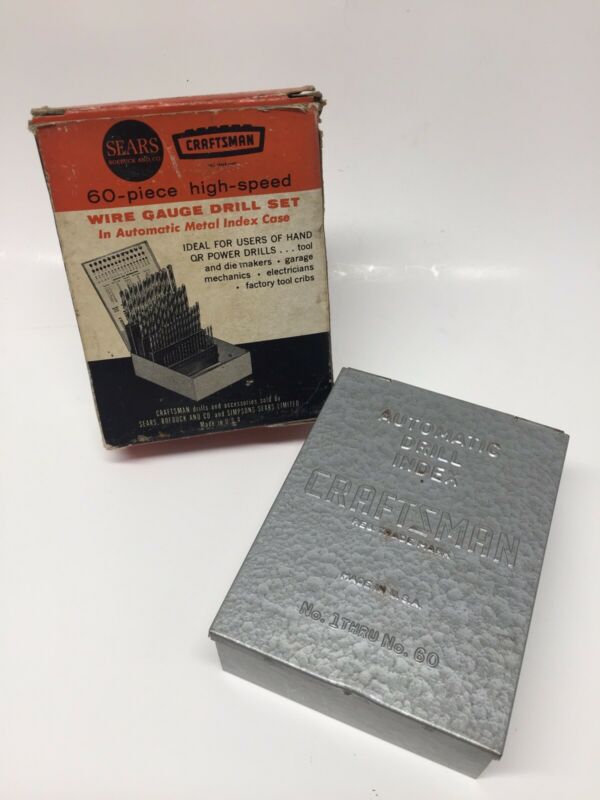 SEARS
ROEBUCK AND CO
CRAFTSMAN
60-piece high-speed
WIRE GAUGE DRILL SET
In Automatic Metal Index Case
IDEAL FOR USERS OF HAND
OR POWER DRILLS . . . tool
and die makers • garage
mechanics • electricians
• factory tool cribs
CRAFTSMAN drills and accessories sold by
SEARS, ROEBUCK AND CO. and SIMPSONS-SEARS LIMITED
Made in U.S.A.
AUTOMATIC
DRILL
INDEX
CRAFTSMAN
REG. TRADE MARK
MADE IN U.S.A.
No. 1 THRU No. 60